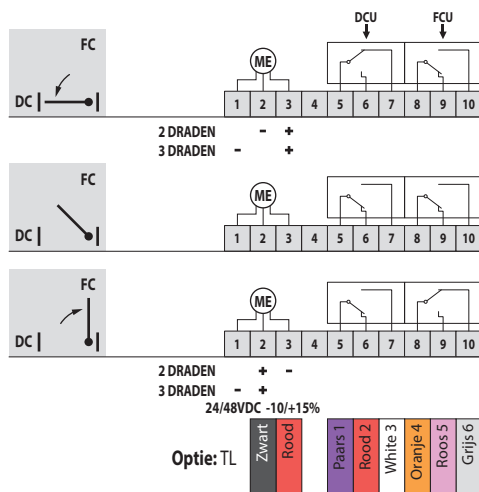 DCU FCU
FC
ME
DC
1 2 3 4 5 6 7 8 9 10
2 DRADEN - +
3 DRADEN - +
FC
ME
DC
1 2 3 4 5 6 7 8 9 10
FC
ME
DC
1 2 3 4 5 6 7 8 9 10
2 DRADEN + -
3 DRADEN - +
24/48VDC -10/+15%
Optie: TL
Zwart
Rood
Paars 1
Rood 2
White 3
Oranje 4
Roos 5
Grijs 6